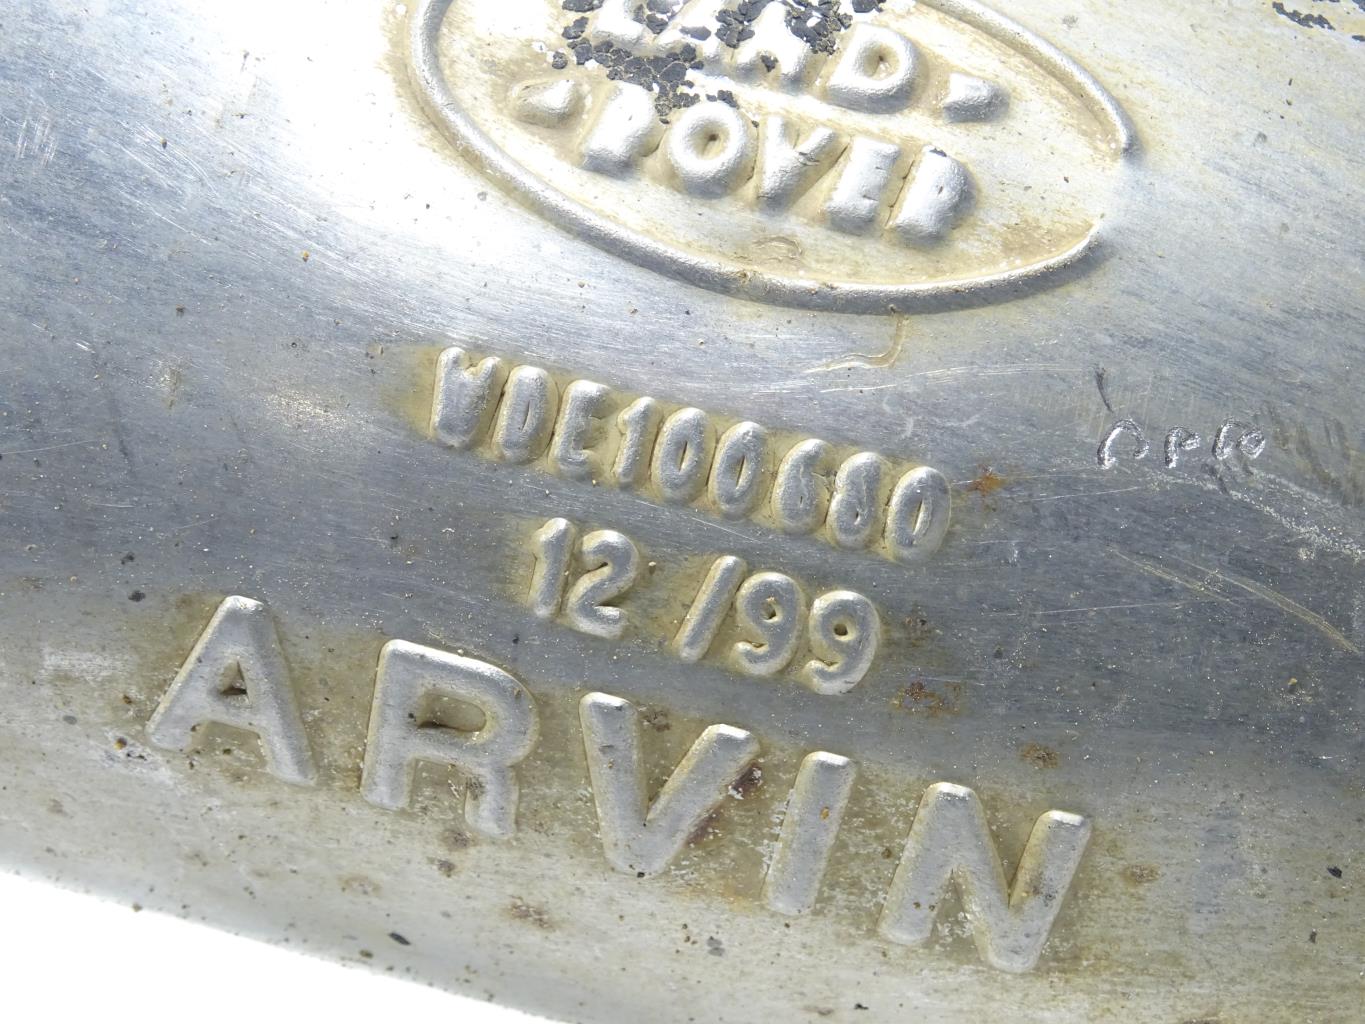 LAND
ROVER
WDE100680
12/99
ARVIN